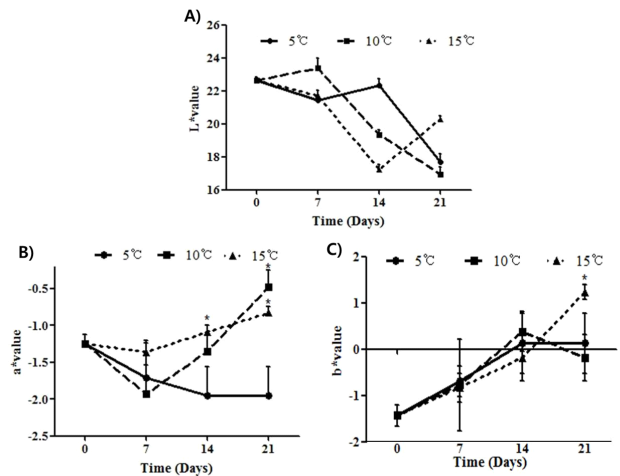 A)
5℃ 10℃ 15℃
26
24
22
20
18
16
L*value
0 7 14 21
Time (Days)
B)
5℃ 10℃ 15℃
-0.5
-1.0
-1.5
-2.0
-2.5
a*value
* * *
0 7 14 21
Time (Days)
C)
5℃ 10℃ 15℃
2
1
0
-1
-2
b*value
*
0 7 14 21
Time (Days)